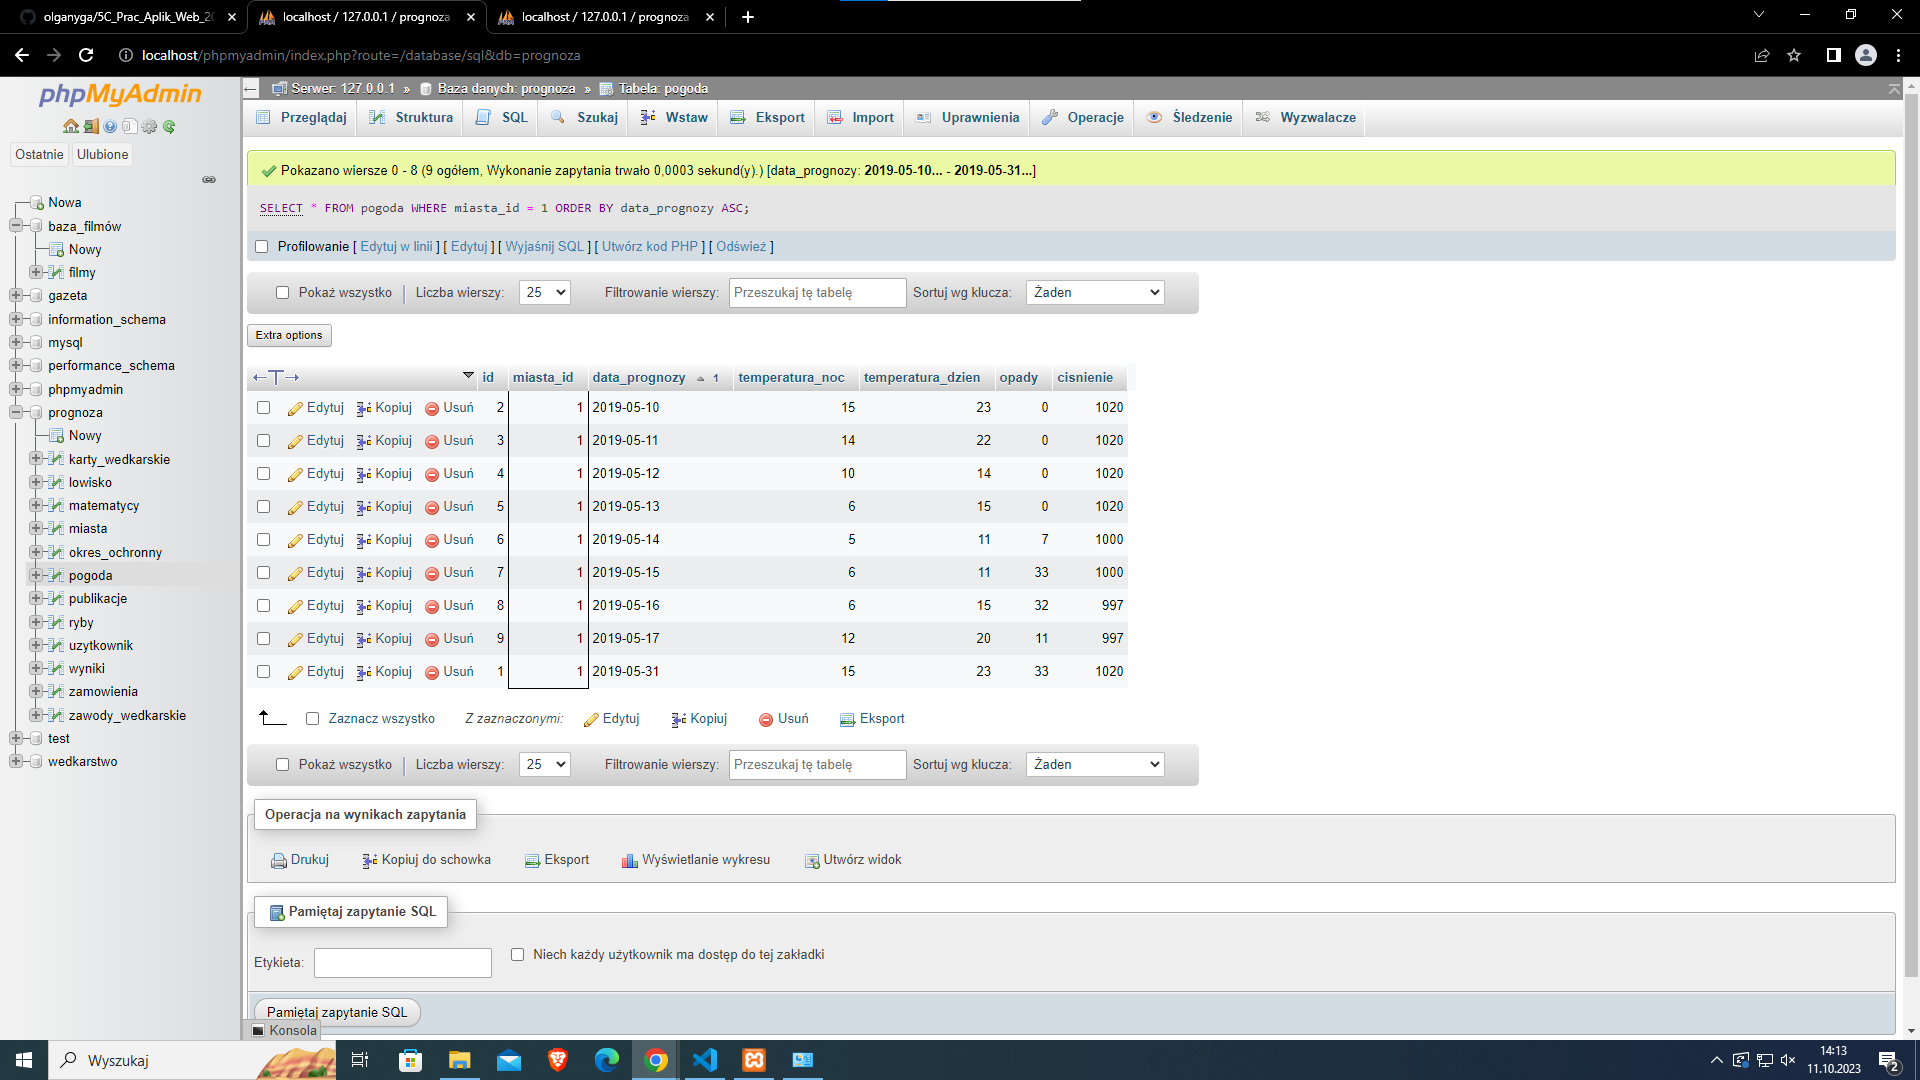 olganyga/5C_Prac_Aplik_Web_20
localhost / 127.0.0.1 / prognoza
localhost / 127.0.0.1 / prognoza
localhost/phpmyadmin/index.php?route=/database/sql&db=prognoza
phpMyAdmin
Ostatnie Ulubione
Nowa
baza_filmów
Nowy
filmy
gazeta
information_schema
mysql
performance_schema
phpmyadmin
prognoza
Nowy
karty_wedkarskie
lowisko
matematycy
miasta
okres_ochronny
pogoda
publikacje
ryby
uzytkownik
wyniki
zamowienia
zawody_wedkarskie
test
wedkarstwo
Serwer: 127.0.0.1 » Baza danych: prognoza » Tabela: pogoda
Przeglądaj Struktura SQL Szukaj Wstaw Eksport Import Uprawnienia Operacje Śledzenie Wyzwalacze
Pokazano wiersze 0 - 8 (9 ogółem, Wykonanie zapytania trwało 0,0003 sekund(y).) [data_prognozy: 2019-05-10... - 2019-05-31...]
SELECT * FROM pogoda WHERE miasta_id = 1 ORDER BY data_prognozy ASC;
Profilowanie [ Edytuj w linii ] [ Edytuj ] [ Wyjaśnij SQL ] [ Utwórz kod PHP ] [ Odśwież ]
Pokaż wszystko Liczba wierszy: 25 Filtrowanie wierszy: Przeszukaj tę tabelę Sortuj wg klucza: Żaden
Extra options
id miasta_id data_prognozy 1 temperatura_noc temperatura_dzien opady cisnienie
Edytuj Kopiuj Usuń 2 1 2019-05-10 15 23 0 1020
Edytuj Kopiuj Usuń 3 1 2019-05-11 14 22 0 1020
Edytuj Kopiuj Usuń 4 1 2019-05-12 10 14 0 1020
Edytuj Kopiuj Usuń 5 1 2019-05-13 6 15 0 1020
Edytuj Kopiuj Usuń 6 1 2019-05-14 5 11 7 1000
Edytuj Kopiuj Usuń 7 1 2019-05-15 6 11 33 1000
Edytuj Kopiuj Usuń 8 1 2019-05-16 6 15 32 997
Edytuj Kopiuj Usuń 9 1 2019-05-17 12 20 11 997
Edytuj Kopiuj Usuń 1 1 2019-05-31 15 23 33 1020
Zaznacz wszystko Z zaznaczonymi: Edytuj Kopiuj Usuń Eksport
Pokaż wszystko Liczba wierszy: 25 Filtrowanie wierszy: Przeszukaj tę tabelę Sortuj wg klucza: Żaden
Operacja na wynikach zapytania
Drukuj Kopiuj do schowka Eksport Wyświetlanie wykresu Utwórz widok
Pamiętaj zapytanie SQL
Etykieta: Niech każdy użytkownik ma dostęp do tej zakładki
Pamiętaj zapytanie SQL
Konsola
Wyszukaj
14:13
11.10.2023
2